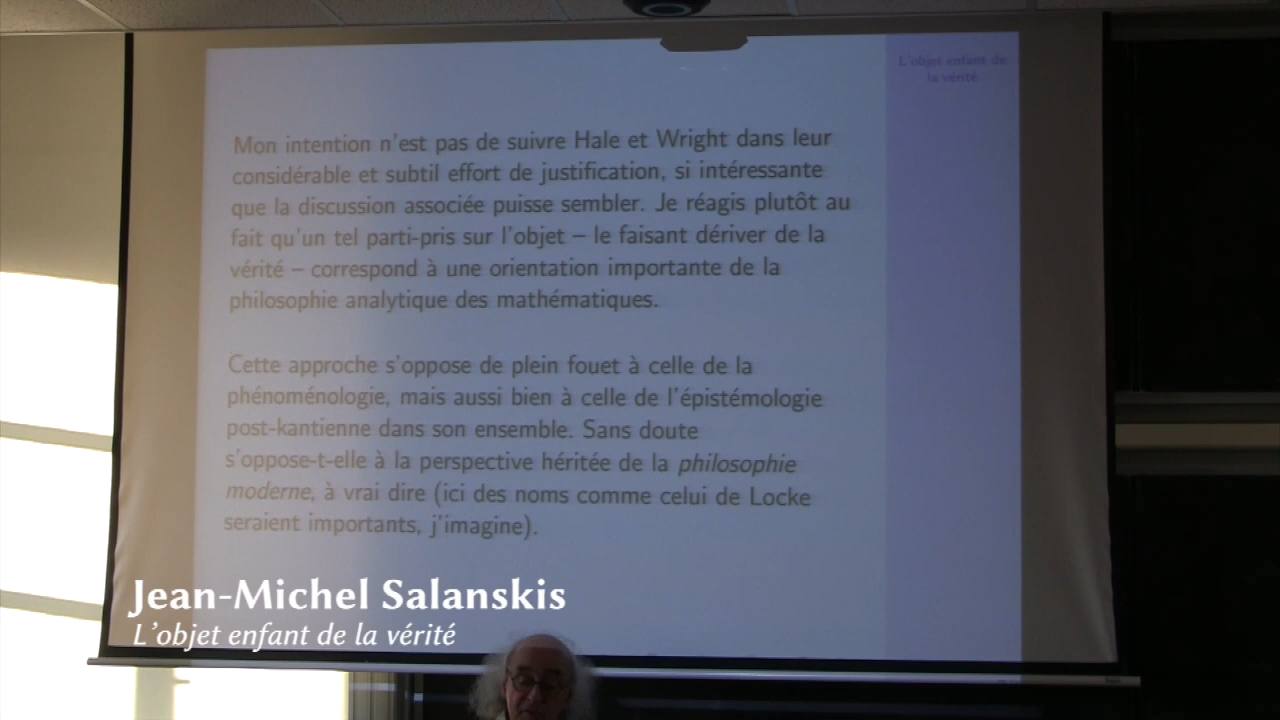 L'objet enfant de
la vérité
Mon intention n'est pas de suivre Hale et Wright dans leur
considérable et subtil effort de justification, si intéressante
que la discussion associée puisse sembler. Je réagis plutôt au
fait qu'un tel parti-pris sur l'objet – le faisant dériver de la
vérité – correspond à une orientation importante de la
philosophie analytique des mathématiques.
Cette approche s'oppose de plein fouet à celle de la
phénoménologie, mais aussi bien à celle de l'épistémologie
post-kantienne dans son ensemble. Sans doute
s'oppose-t-elle à la perspective héritée de la philosophie
moderne, à vrai dire (ici des noms comme celui de Locke
seraient importants, j'imagine).
Jean-Michel Salanskis
L'objet enfant de la vérité